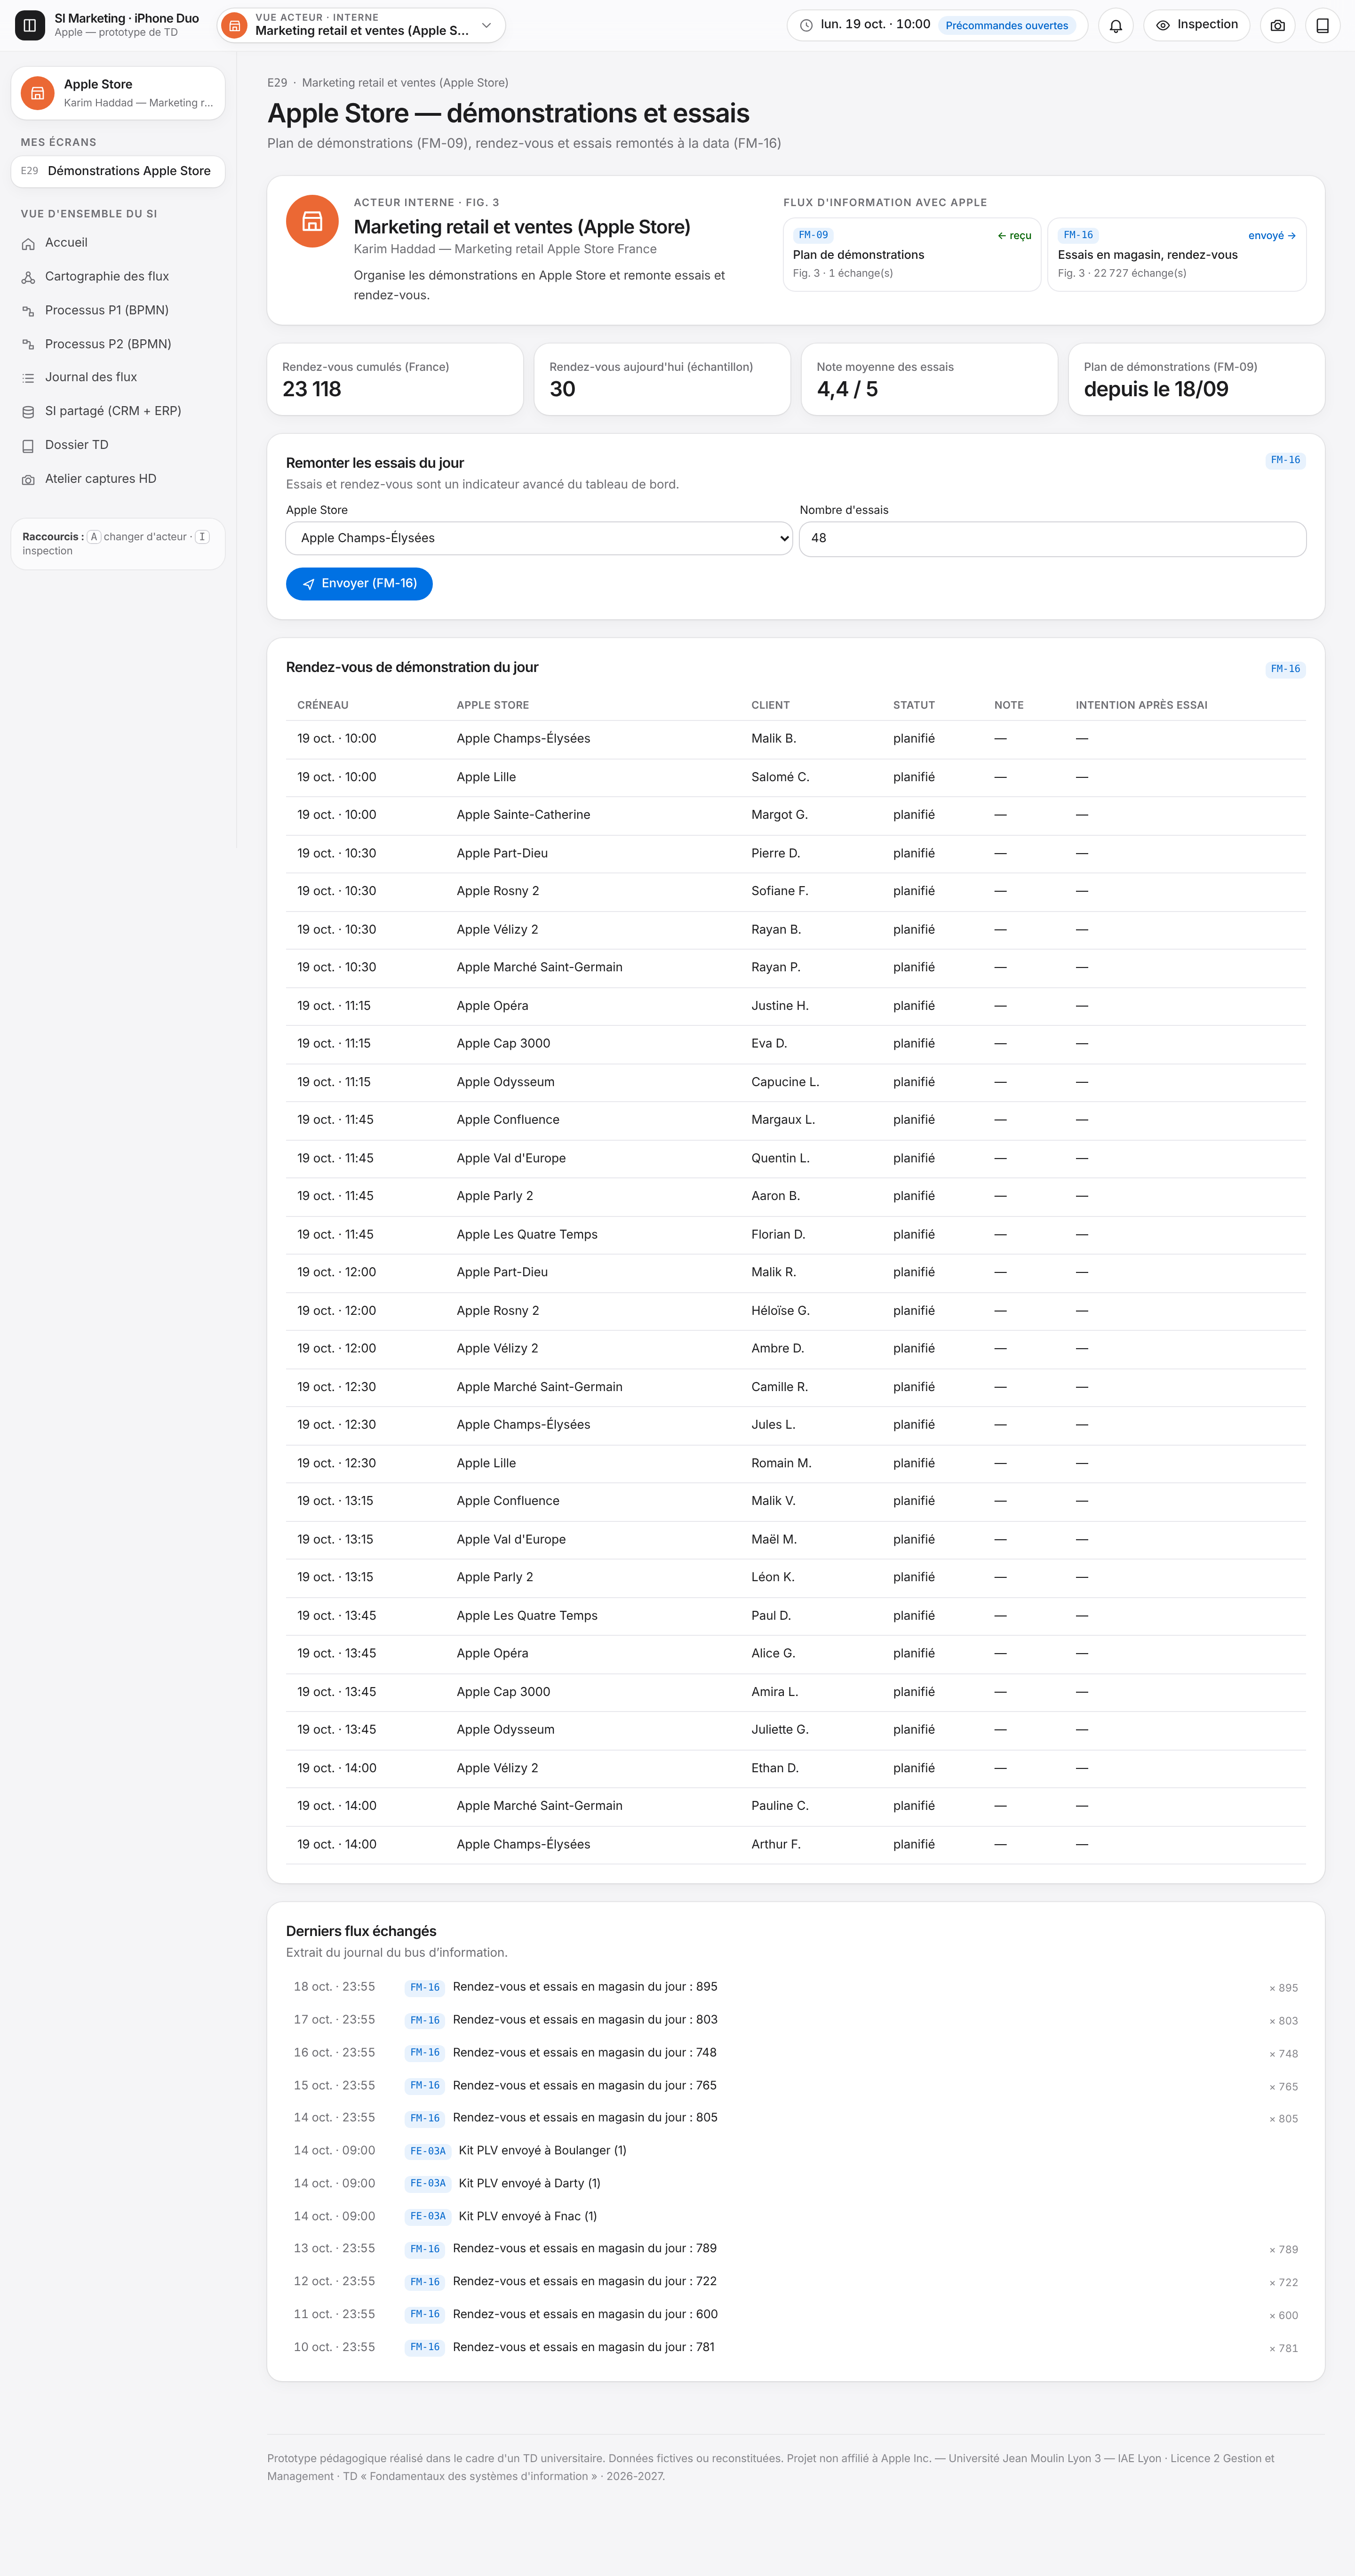 SI Marketing · iPhone Duo
Apple — prototype de TD
VUE ACTEUR · INTERNE
Marketing retail et ventes (Apple S…
lun. 19 oct. · 10:00 Précommandes ouvertes
Inspection
Apple Store
Karim Haddad — Marketing r…
MES ÉCRANS
E29 Démonstrations Apple Store
VUE D'ENSEMBLE DU SI
Accueil
Cartographie des flux
Processus P1 (BPMN)
Processus P2 (BPMN)
Journal des flux
SI partagé (CRM + ERP)
Dossier TD
Atelier captures HD
Raccourcis : A changer d'acteur · I
inspection
E29 · Marketing retail et ventes (Apple Store)
Apple Store — démonstrations et essais
Plan de démonstrations (FM-09), rendez-vous et essais remontés à la data (FM-16)
ACTEUR INTERNE · FIG. 3
Marketing retail et ventes (Apple Store)
Karim Haddad — Marketing retail Apple Store France
Organise les démonstrations en Apple Store et remonte essais et
rendez-vous.
FLUX D'INFORMATION AVEC APPLE
FM-09 ← reçu
Plan de démonstrations
Fig. 3 · 1 échange(s)
FM-16 envoyé →
Essais en magasin, rendez-vous
Fig. 3 · 22 727 échange(s)
Rendez-vous cumulés (France)
23 118
Rendez-vous aujourd'hui (échantillon)
30
Note moyenne des essais
4,4 / 5
Plan de démonstrations (FM-09)
depuis le 18/09
Remonter les essais du jour FM-16
Essais et rendez-vous sont un indicateur avancé du tableau de bord.
Apple Store Nombre d'essais
Apple Champs-Élysées 48
Envoyer (FM-16)
Rendez-vous de démonstration du jour FM-16
CRÉNEAU APPLE STORE CLIENT STATUT NOTE INTENTION APRÈS ESSAI
19 oct. · 10:00 Apple Champs-Élysées Malik B. planifié — —
19 oct. · 10:00 Apple Lille Salomé C. planifié — —
19 oct. · 10:00 Apple Sainte-Catherine Margot G. planifié — —
19 oct. · 10:30 Apple Part-Dieu Pierre D. planifié — —
19 oct. · 10:30 Apple Rosny 2 Sofiane F. planifié — —
19 oct. · 10:30 Apple Vélizy 2 Rayan B. planifié — —
19 oct. · 10:30 Apple Marché Saint-Germain Rayan P. planifié — —
19 oct. · 11:15 Apple Opéra Justine H. planifié — —
19 oct. · 11:15 Apple Cap 3000 Eva D. planifié — —
19 oct. · 11:15 Apple Odysseum Capucine L. planifié — —
19 oct. · 11:45 Apple Confluence Margaux L. planifié — —
19 oct. · 11:45 Apple Val d'Europe Quentin L. planifié — —
19 oct. · 11:45 Apple Parly 2 Aaron B. planifié — —
19 oct. · 11:45 Apple Les Quatre Temps Florian D. planifié — —
19 oct. · 12:00 Apple Part-Dieu Malik R. planifié — —
19 oct. · 12:00 Apple Rosny 2 Héloïse G. planifié — —
19 oct. · 12:00 Apple Vélizy 2 Ambre D. planifié — —
19 oct. · 12:30 Apple Marché Saint-Germain Camille R. planifié — —
19 oct. · 12:30 Apple Champs-Élysées Jules L. planifié — —
19 oct. · 12:30 Apple Lille Romain M. planifié — —
19 oct. · 13:15 Apple Confluence Malik V. planifié — —
19 oct. · 13:15 Apple Val d'Europe Maël M. planifié — —
19 oct. · 13:15 Apple Parly 2 Léon K. planifié — —
19 oct. · 13:45 Apple Les Quatre Temps Paul D. planifié — —
19 oct. · 13:45 Apple Opéra Alice G. planifié — —
19 oct. · 13:45 Apple Cap 3000 Amira L. planifié — —
19 oct. · 13:45 Apple Odysseum Juliette G. planifié — —
19 oct. · 14:00 Apple Vélizy 2 Ethan D. planifié — —
19 oct. · 14:00 Apple Marché Saint-Germain Pauline C. planifié — —
19 oct. · 14:00 Apple Champs-Élysées Arthur F. planifié — —
Derniers flux échangés
Extrait du journal du bus d’information.
18 oct. · 23:55 FM-16 Rendez-vous et essais en magasin du jour : 895 × 895
17 oct. · 23:55 FM-16 Rendez-vous et essais en magasin du jour : 803 × 803
16 oct. · 23:55 FM-16 Rendez-vous et essais en magasin du jour : 748 × 748
15 oct. · 23:55 FM-16 Rendez-vous et essais en magasin du jour : 765 × 765
14 oct. · 23:55 FM-16 Rendez-vous et essais en magasin du jour : 805 × 805
14 oct. · 09:00 FE-03A Kit PLV envoyé à Boulanger (1)
14 oct. · 09:00 FE-03A Kit PLV envoyé à Darty (1)
14 oct. · 09:00 FE-03A Kit PLV envoyé à Fnac (1)
13 oct. · 23:55 FM-16 Rendez-vous et essais en magasin du jour : 789 × 789
12 oct. · 23:55 FM-16 Rendez-vous et essais en magasin du jour : 722 × 722
11 oct. · 23:55 FM-16 Rendez-vous et essais en magasin du jour : 600 × 600
10 oct. · 23:55 FM-16 Rendez-vous et essais en magasin du jour : 781 × 781
Prototype pédagogique réalisé dans le cadre d'un TD universitaire. Données fictives ou reconstituées. Projet non affilié à Apple Inc. — Université Jean Moulin Lyon 3 — IAE Lyon · Licence 2 Gestion et
Management · TD « Fondamentaux des systèmes d'information » · 2026-2027.